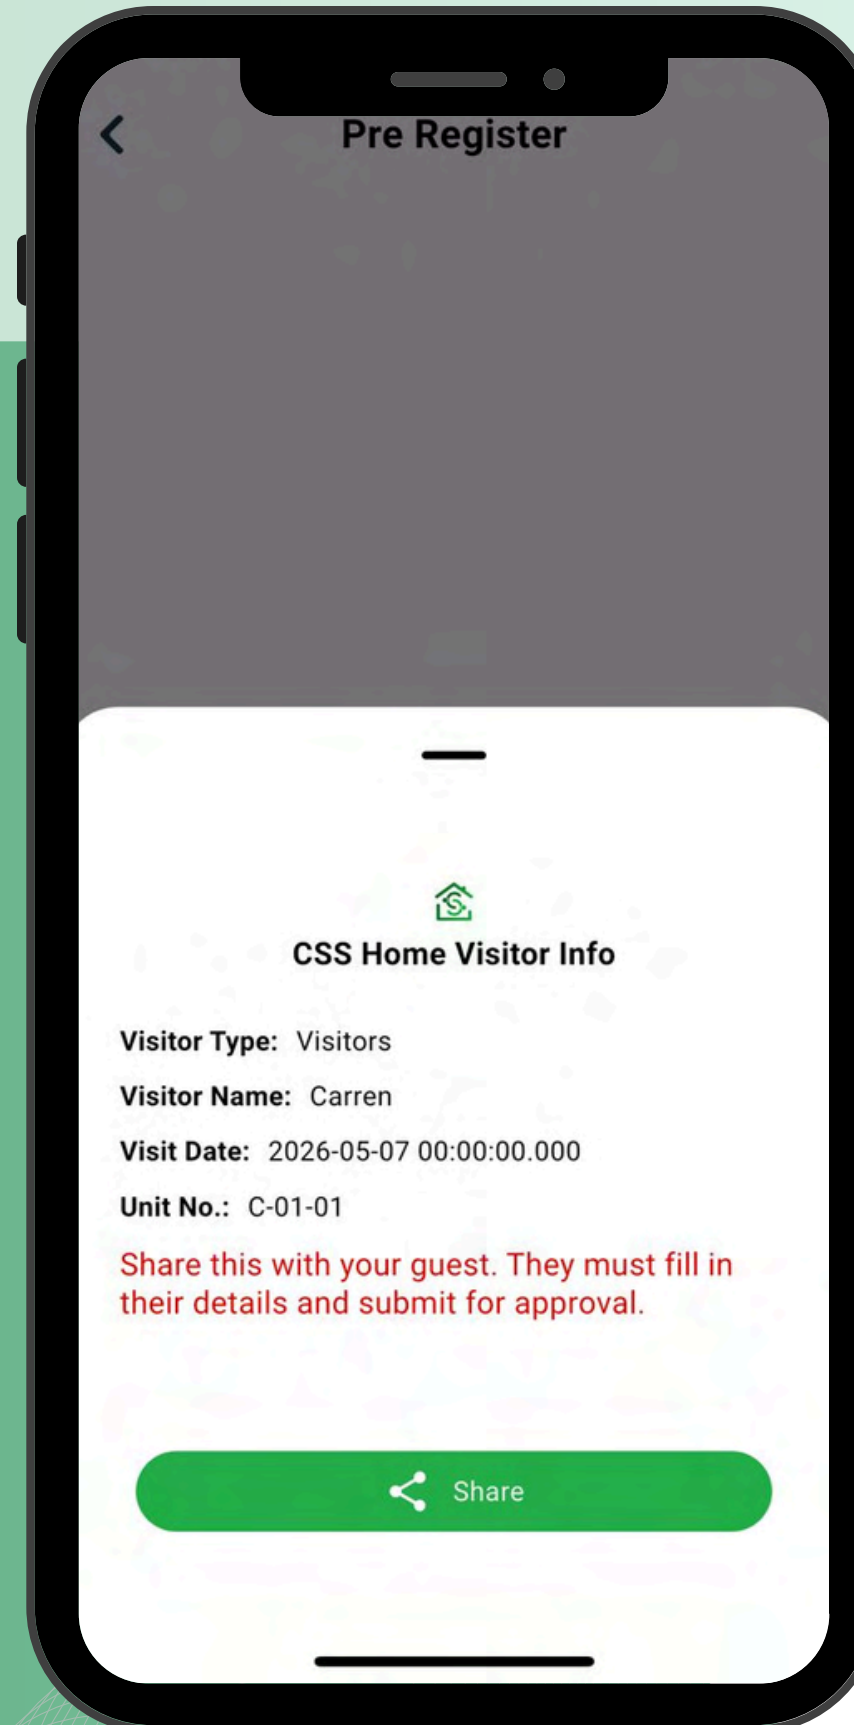 Pre Register
CSS Home Visitor Info
Visitor Type: Visitors
Visitor Name: Carren
Visit Date: 2026-05-07 00:00:00.000
Unit No.: C-01-01
Share this with your guest. They must fill in
their details and submit for approval.
Share